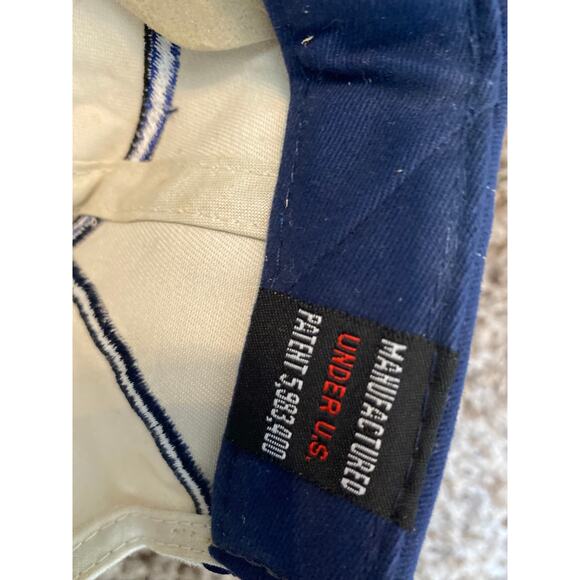 MANUFACTURED
UNDER U.S.
PATENT 5,983,400